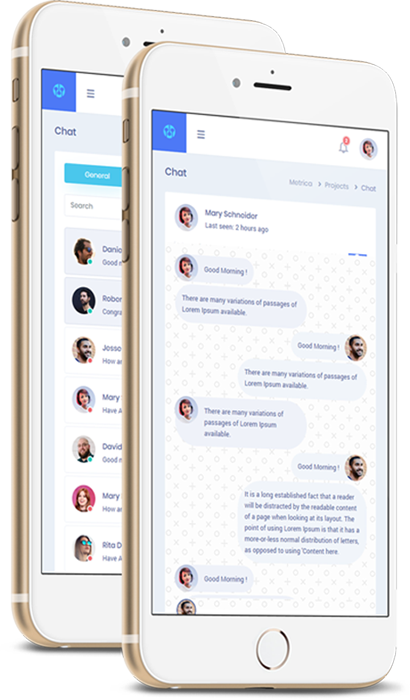 Chat
General
Search
Danie
Good m
Robor
Congra
Josso
How ar
Mary
Have A
David
Good n
Mary
How ar
Rita D
Have A
Chat
Metrica > Projects > Chat
Mary Schneider
Last seen: 2 hours ago
Good Morning !
There are many variations of passages of
Lorem Ipsum available.
Good Morning !
There are many variations of passages of
Lorem Ipsum available.
There are many variations of
passages of Lorem Ipsum
available.
Good Morning !
It is a long established fact that a reader
will be distracted by the readable content
of a page when looking at its layout. The
point of using Lorem Ipsum is that it has
more-or-less normal distribution of letters,
as opposed to using 'Content here.
Good Morning !